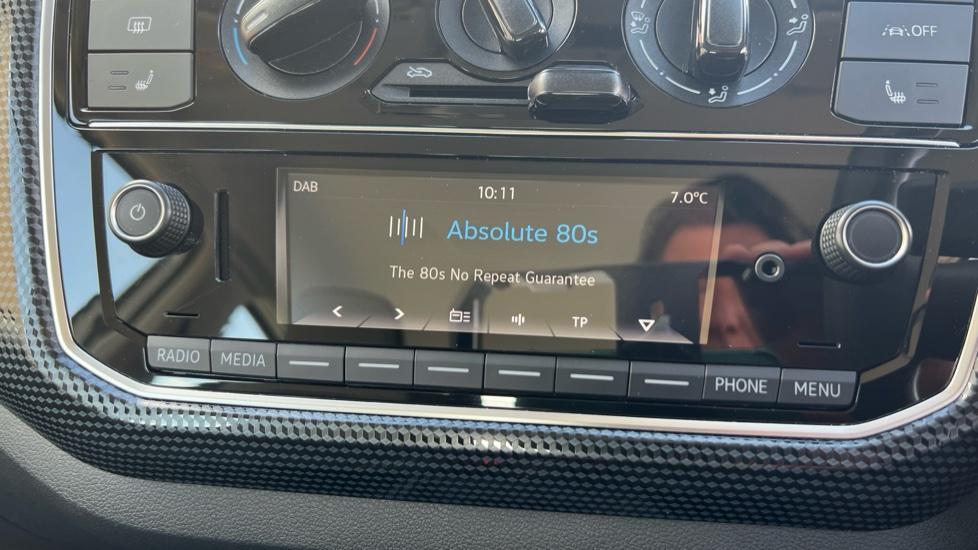 OFF
DAB 10:11 7.0°C
Absolute 80s
The 80s No Repeat Guarantee
< > TP
RADIO MEDIA PHONE MENU